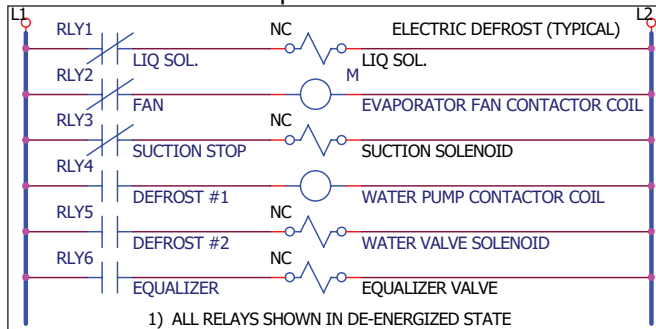 L1 L2
RLY1 NC ELECTRIC DEFROST (TYPICAL)
LIQ SOL. LIQ SOL.
RLY2 M
FAN EVAPORATOR FAN CONTACTOR COIL
RLY3 NC
SUCTION STOP SUCTION SOLENOID
RLY4
DEFROST #1 WATER PUMP CONTACTOR COIL
RLY5 NC
DEFROST #2 WATER VALVE SOLENOID
RLY6 NC
EQUALIZER EQUALIZER VALVE
1) ALL RELAYS SHOWN IN DE-ENERGIZED STATE